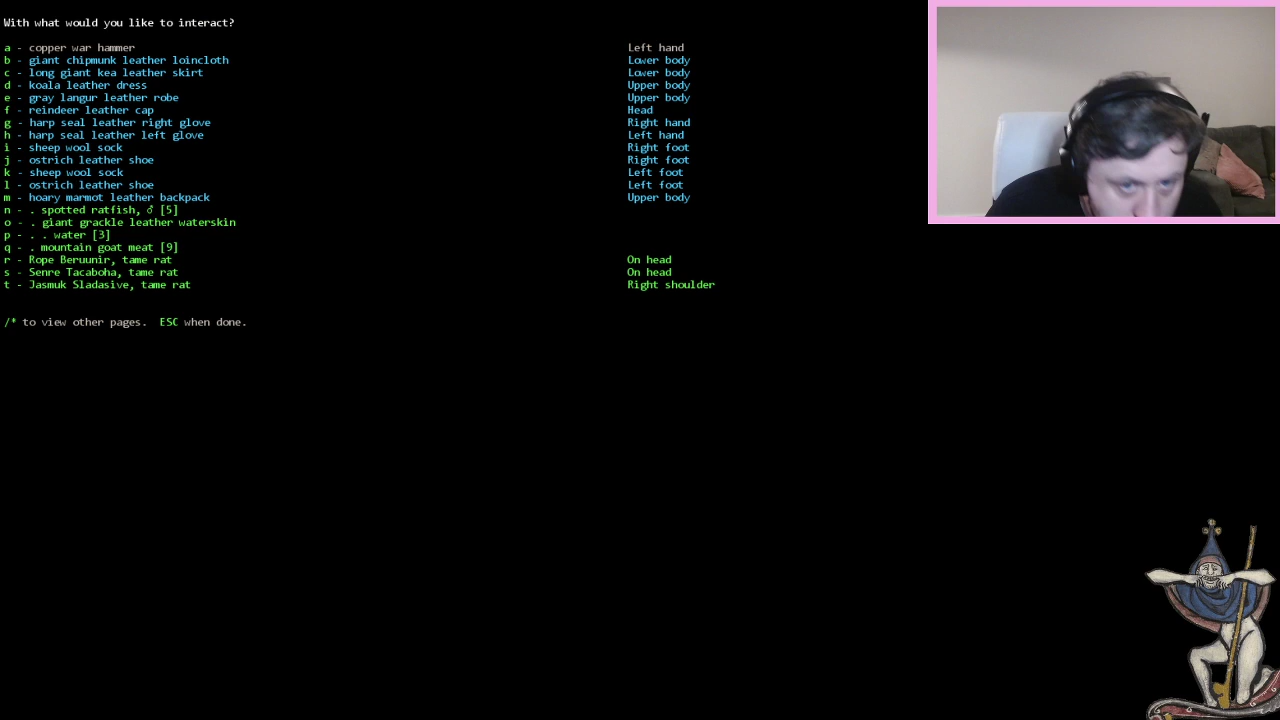 With what would you like to interact?
a - copper war hammer Left hand
b - giant chipmunk leather loincloth Lower body
c - long giant kea leather skirt Lower body
d - koala leather dress Upper body
e - gray langur leather robe Upper body
f - reindeer leather cap Head
g - harp seal leather right glove Right hand
h - harp seal leather left glove Left hand
i - sheep wool sock Right foot
j - ostrich leather shoe Right foot
k - sheep wool sock Left foot
l - ostrich leather shoe Left foot
m - hoary marmot leather backpack Upper body
n - . spotted ratfish, ♂ [5]
o - . giant grackle leather waterskin
p - . . water [3]
q - . mountain goat meat [9]
r - Rope Beruunir, tame rat On head
s - Senre Tacaboha, tame rat On head
t - Jasmuk Sladasive, tame rat Right shoulder
/* to view other pages. ESC when done.